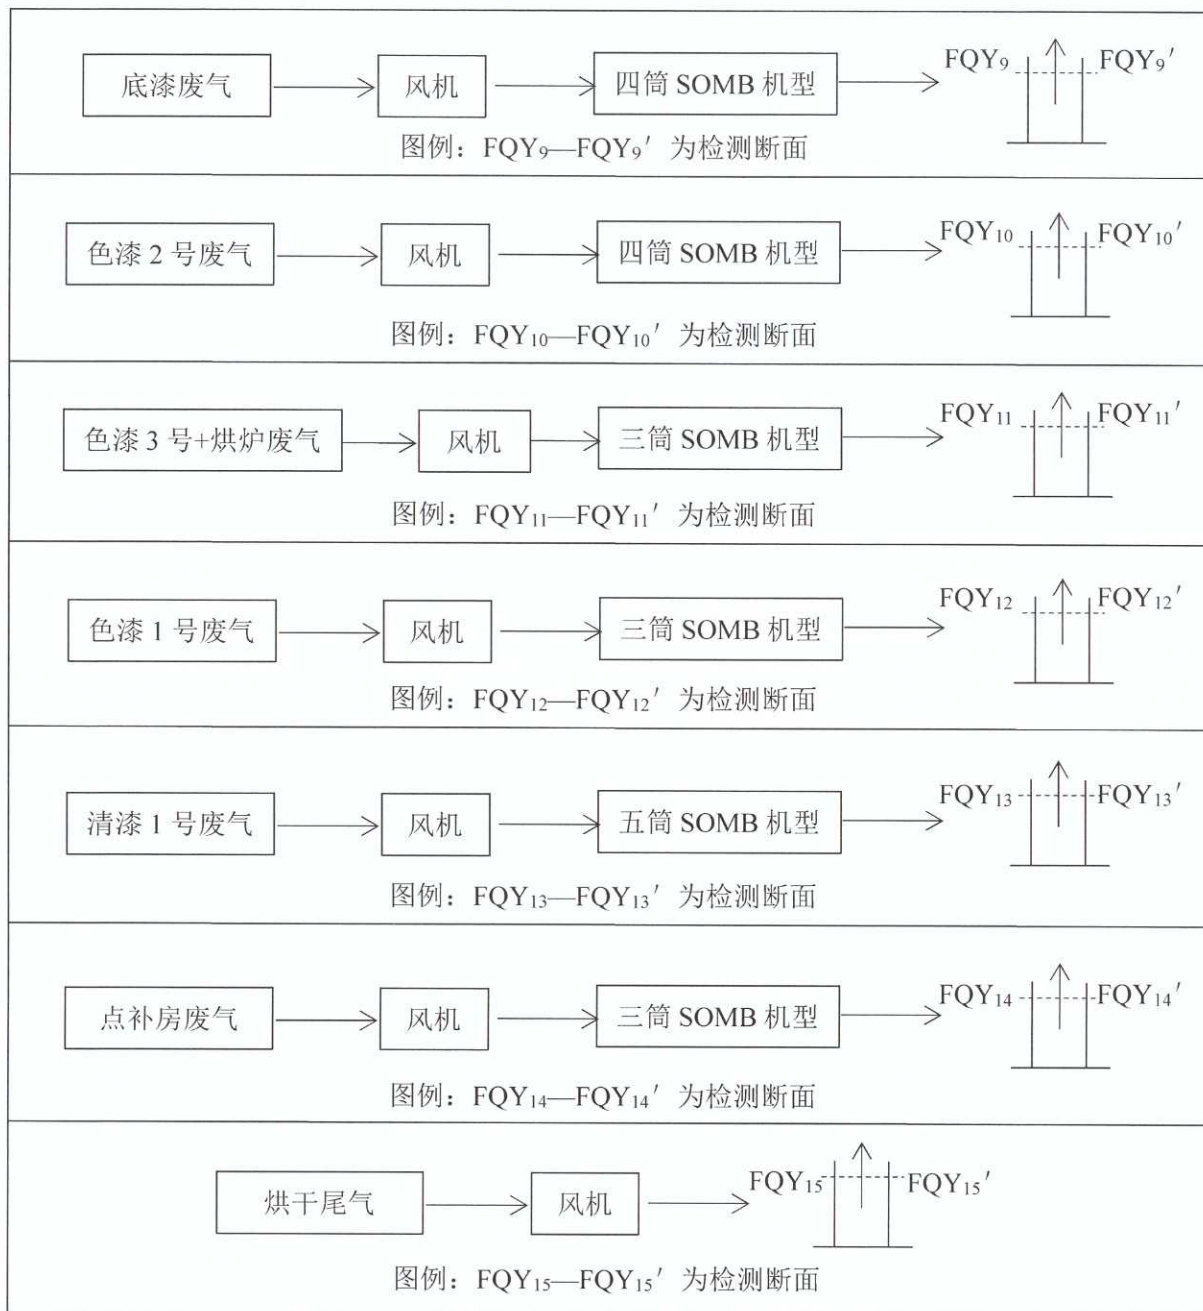 底漆废气 风机 四筒 SOMB 机型 FQY₉ FQY₉′
图例：FQY₉—FQY₉′ 为检测断面
色漆 2 号废气 风机 四筒 SOMB 机型 FQY₁₀ FQY₁₀′
图例：FQY₁₀—FQY₁₀′ 为检测断面
色漆 3 号+烘炉废气 风机 三筒 SOMB 机型 FQY₁₁ FQY₁₁′
图例：FQY₁₁—FQY₁₁′ 为检测断面
色漆 1 号废气 风机 三筒 SOMB 机型 FQY₁₂ FQY₁₂′
图例：FQY₁₂—FQY₁₂′ 为检测断面
清漆 1 号废气 风机 五筒 SOMB 机型 FQY₁₃ FQY₁₃′
图例：FQY₁₃—FQY₁₃′ 为检测断面
点补房废气 风机 三筒 SOMB 机型 FQY₁₄ FQY₁₄′
图例：FQY₁₄—FQY₁₄′ 为检测断面
烘干尾气 风机 FQY₁₅ FQY₁₅′
图例：FQY₁₅—FQY₁₅′ 为检测断面